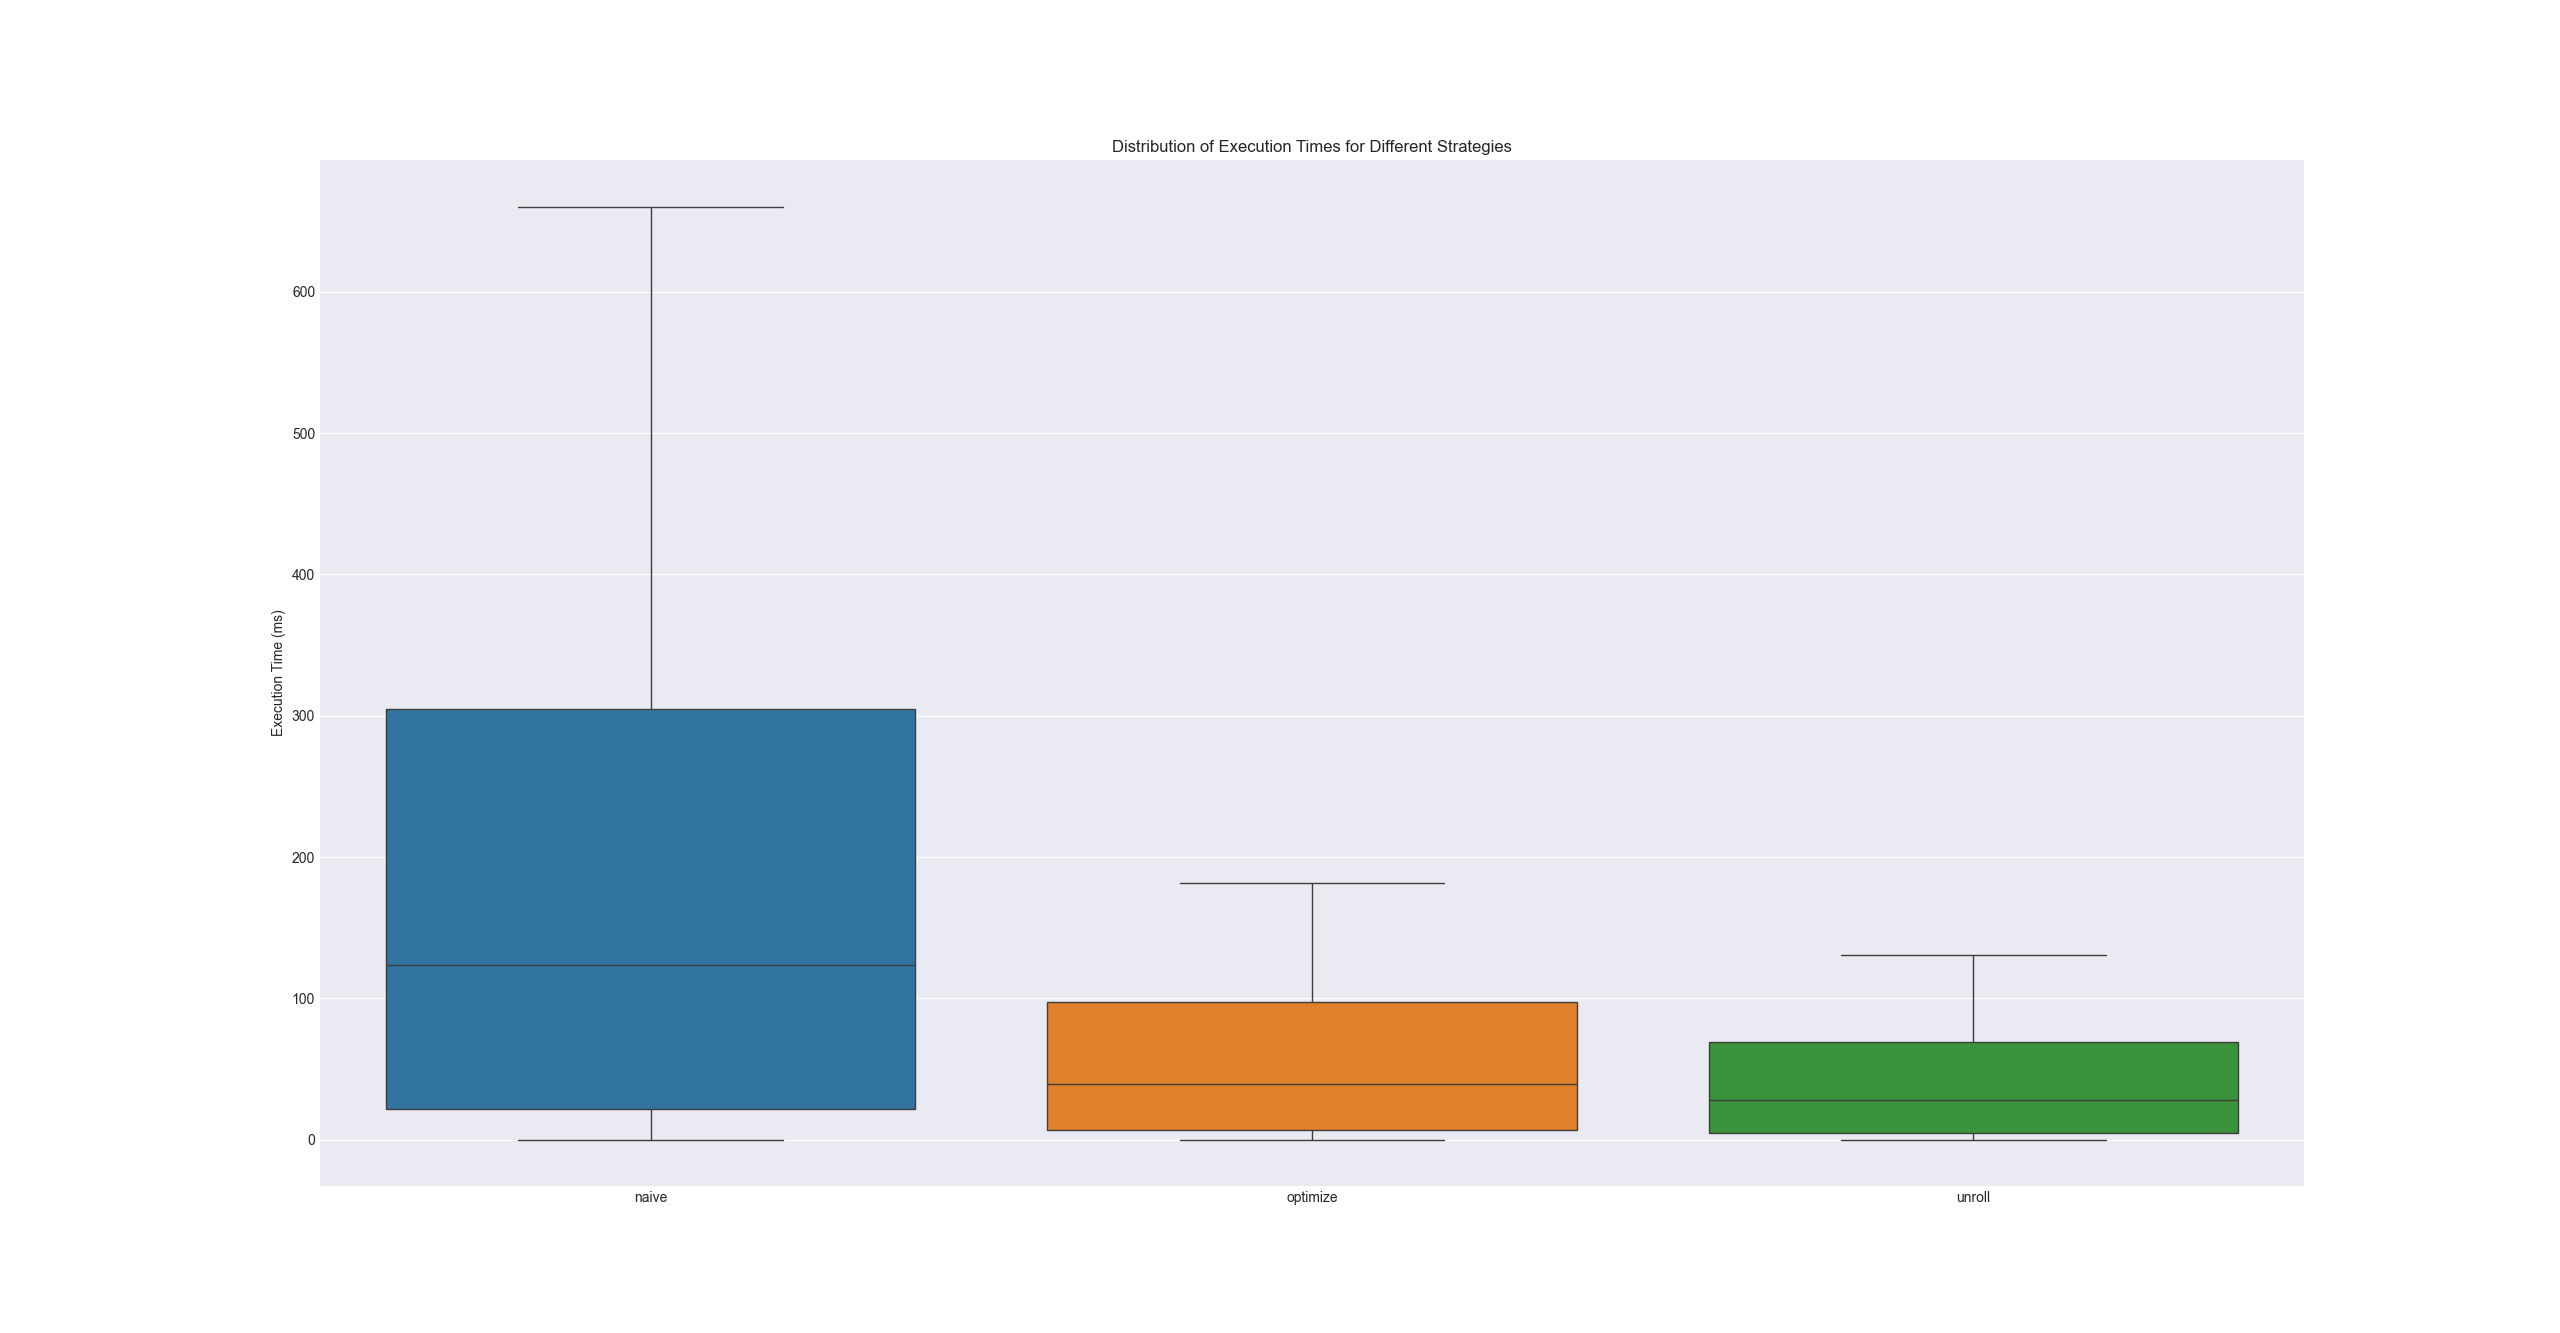 Distribution of Execution Times for Different Strategies
600
500
400
300
200
100
0
Execution Time (ms)
naive
optimize
unroll